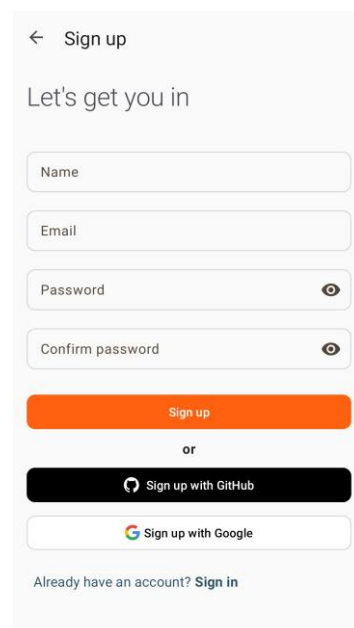 Sign up
Let's get you in
Name
Email
Password
Confirm password
Sign up
or
Sign up with GitHub
Sign up with Google
Already have an account? Sign in